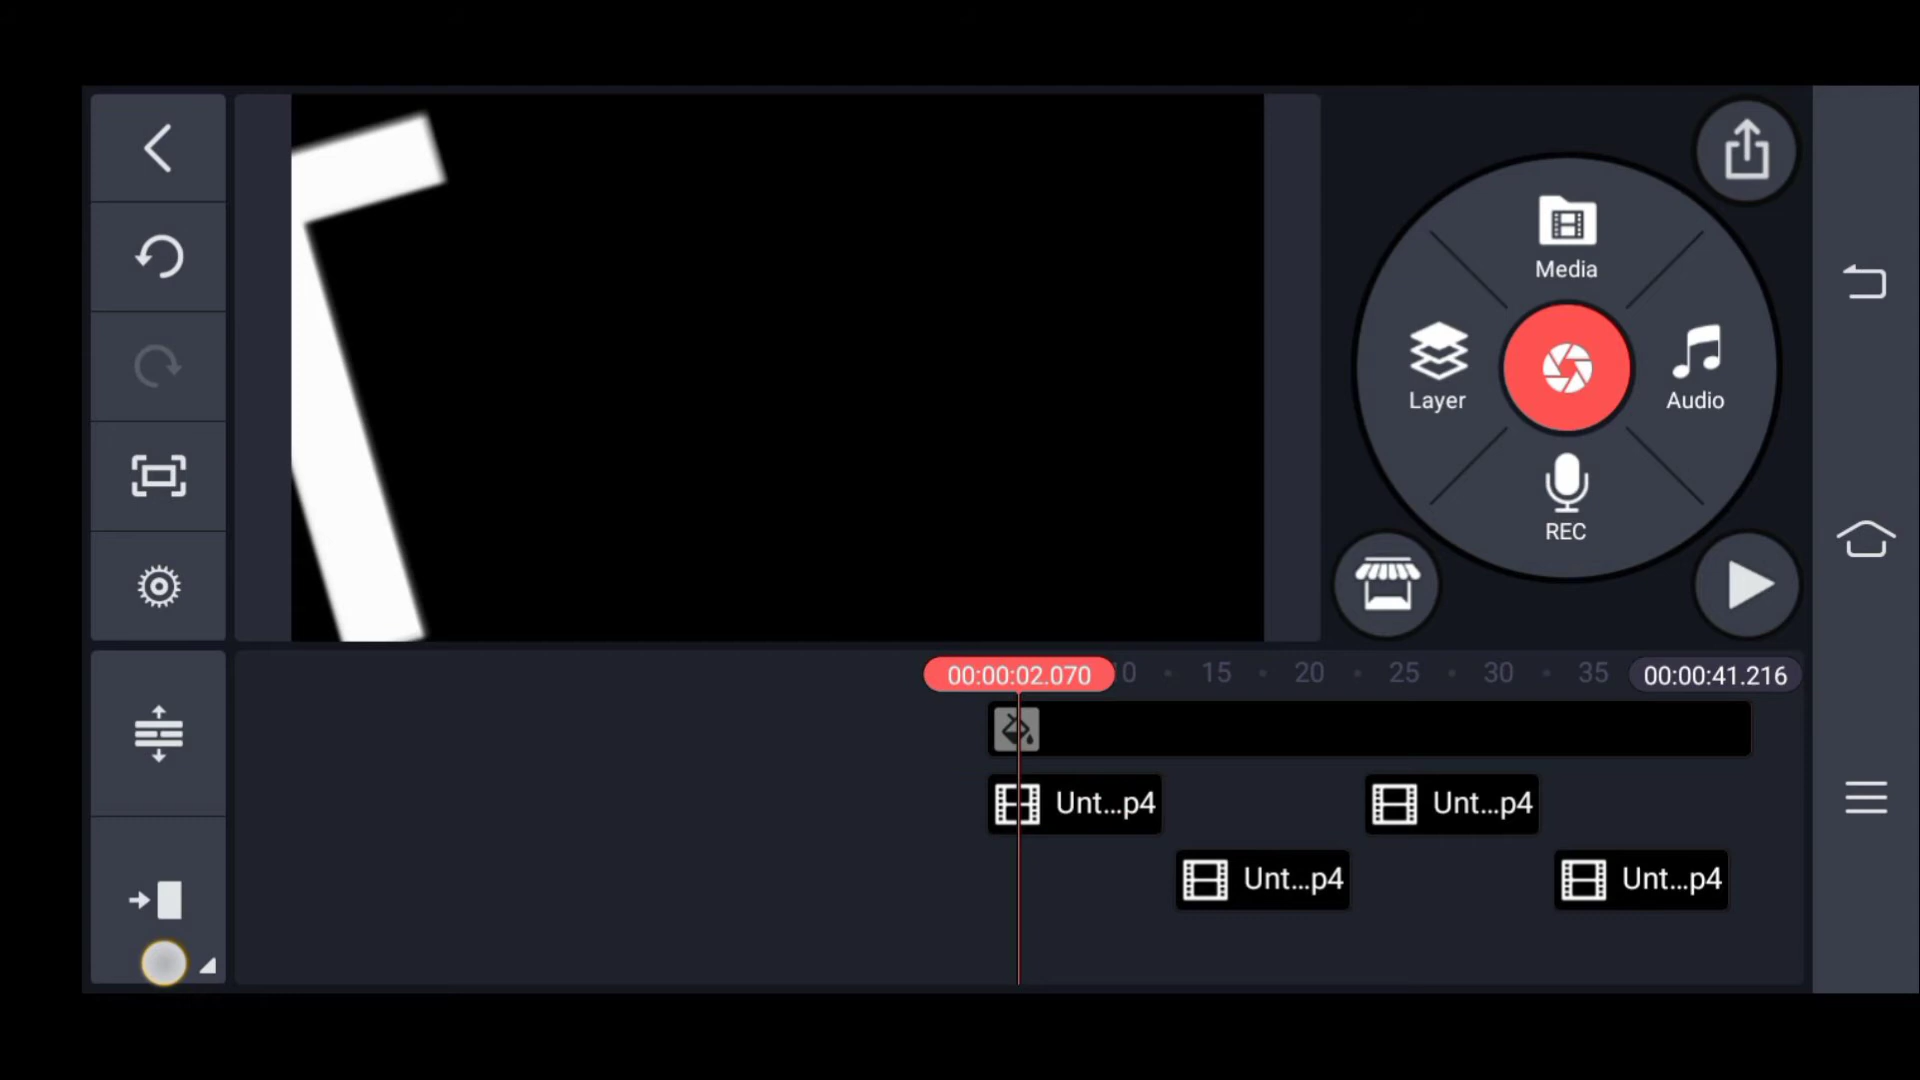 Media
Layer
Audio
REC
00:00:02.070
15
20
25
30
35
00:00:41.216
Unt...p4
Unt...p4
Unt...p4
Unt...p4